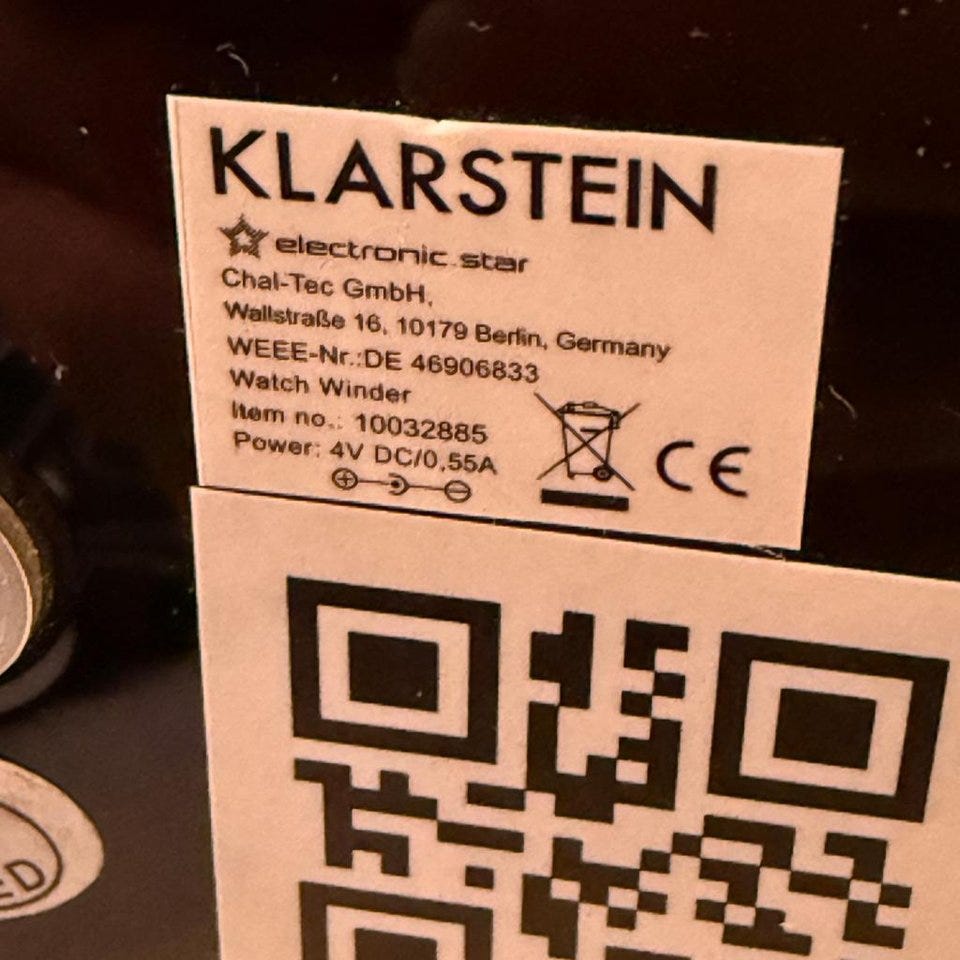 KLARSTEIN
electronic star
Chal-Tec GmbH,
Wallstraße 16, 10179 Berlin, Germany
WEEE-Nr.:DE 46906833
Watch Winder
Item no.: 10032885
Power: 4V DC/0,55A
CE